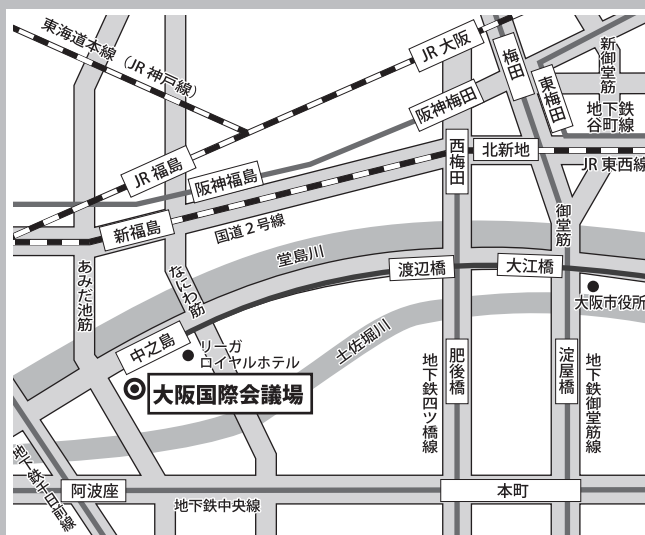 東海道本線（JR 神戸線）
JR 大阪
梅田
東梅田
新御堂筋
地下鉄
谷町線
阪神梅田
西梅田
北新地
JR 東西線
JR 福島
阪神福島
新福島
国道２号線
御堂筋
堂島川
渡辺橋
大江橋
大阪市役所
あみだ池筋
なにわ筋
中之島
リーガ
ロイヤルホテル
土佐堀川
大阪国際会議場
地下鉄四ツ橋線
肥後橋
淀屋橋
地下鉄御堂筋線
地下鉄千日前線
阿波座
地下鉄中央線
本町